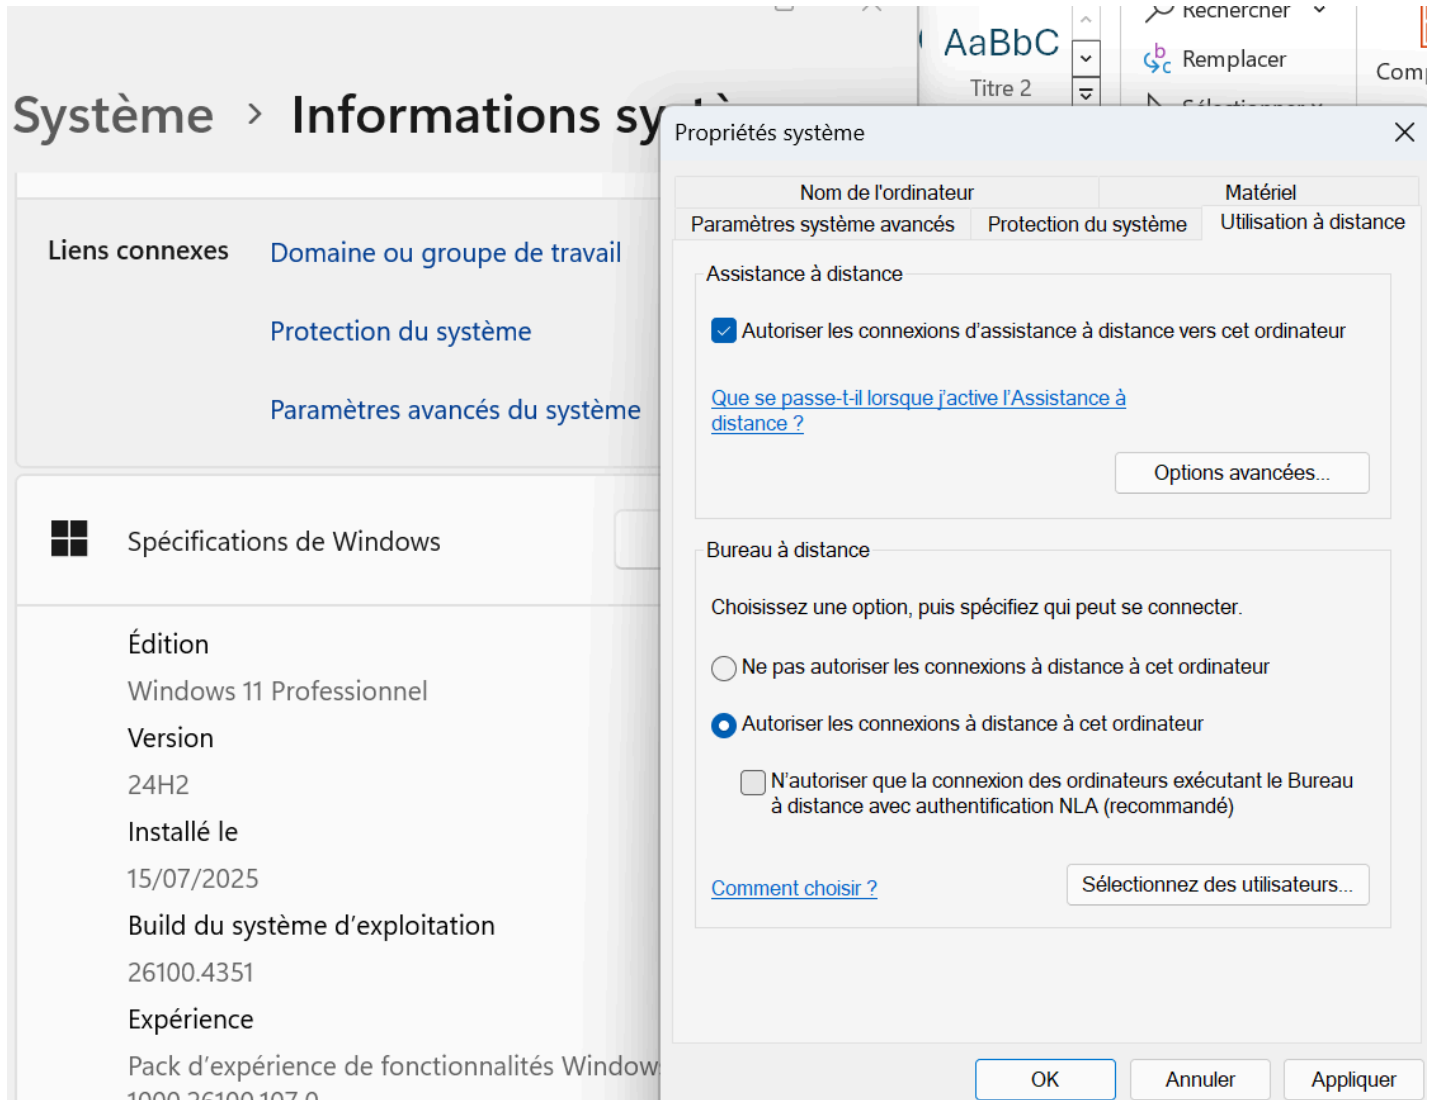 Rechercher
AaBbC
Remplacer
Titre 2
Système > Informations
Propriétés système
Nom de l'ordinateur
Matériel
Paramètres système avancés
Protection du système
Utilisation à distance
Liens connexes
Domaine ou groupe de travail
Protection du système
Paramètres avancés du système
Assistance à distance
Autoriser les connexions d'assistance à distance vers cet ordinateur
Que se passe-t-il lorsque j'active l'Assistance à
distance ?
Options avancées...
Spécifications de Windows
Édition
Windows 11 Professionnel
Version
24H2
Installé le
15/07/2025
Build du système d'exploitation
26100.4351
Expérience
Pack d'expérience de fonctionnalités
Bureau à distance
Choisissez une option, puis spécifiez qui peut se connecter.
Ne pas autoriser les connexions à distance à cet ordinateur
Autoriser les connexions à distance à cet ordinateur
N'autoriser que la connexion des ordinateurs exécutant le Bureau
à distance avec authentification NLA (recommandé)
Comment choisir ?
Sélectionnez des utilisateurs...
OK
Annuler
Appliquer